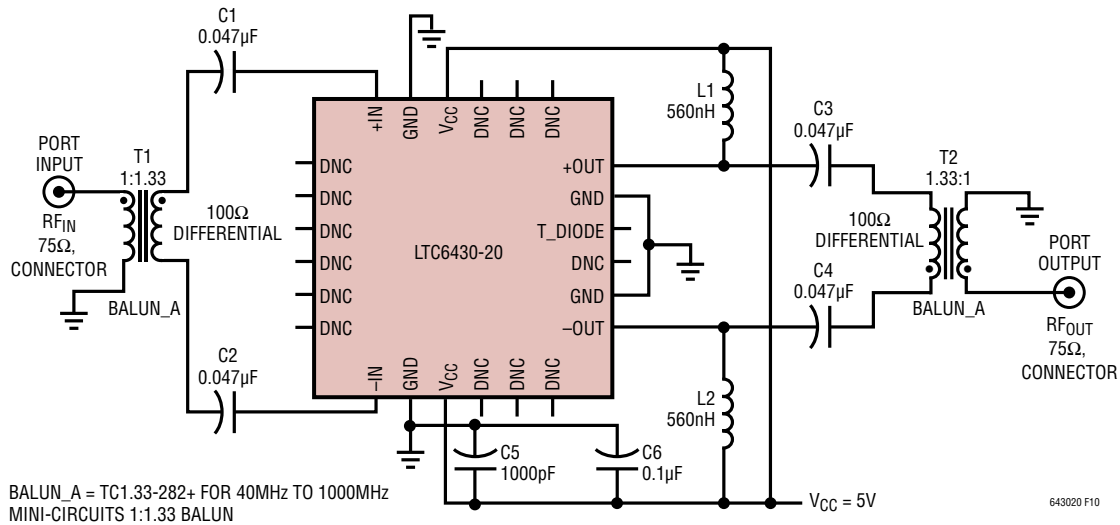 C1
0.047µF
PORT
INPUT
T1
1:1.33
RFIN
75Ω,
CONNECTOR
100Ω
DIFFERENTIAL
BALUN_A
C2
0.047µF
+IN
GND
VCC
DNC
DNC
DNC
DNC
DNC
DNC
DNC
DNC
DNC
LTC6430-20
+OUT
GND
T_DIODE
DNC
GND
–OUT
–IN
GND
VCC
DNC
DNC
DNC
L1
560nH
C3
0.047µF
T2
1.33:1
100Ω
DIFFERENTIAL
C4
0.047µF
BALUN_A
PORT
OUTPUT
RFOUT
75Ω,
CONNECTOR
L2
560nH
C5
1000pF
C6
0.1µF
VCC = 5V
BALUN_A = TC1.33-282+ FOR 40MHz TO 1000MHz
MINI-CIRCUITS 1:1.33 BALUN
643020 F10